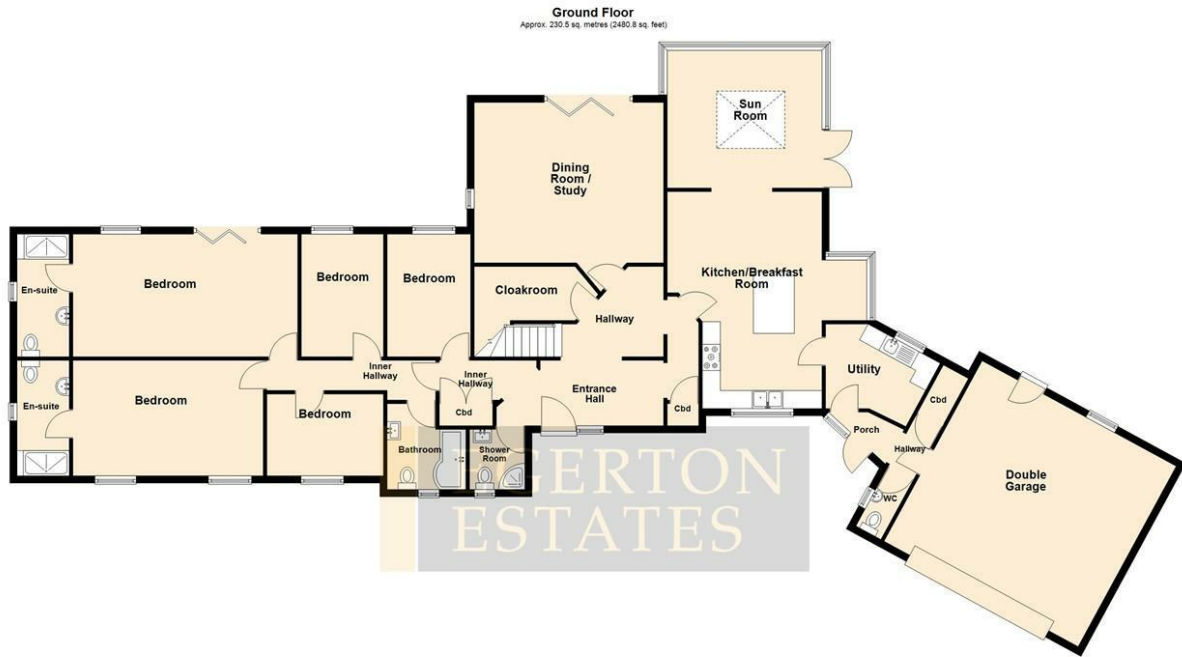 Ground Floor
Approx. 230.5 sq. metres (2480.8 sq. feet)
Sun
Room
Dining
Room /
Study
En-suite
Bedroom
Bedroom
Bedroom
Cloakroom
Hallway
Kitchen/Breakfast
Room
Inner
Hallway
Inner
Hallway
Entrance
Hall
Utility
En-suite
Bedroom
Bedroom
Cbd
Cbd
Cbd
Porch
Hallway
Bathroom
Shower
Room
WC
Double
Garage
EGERTON
ESTATES